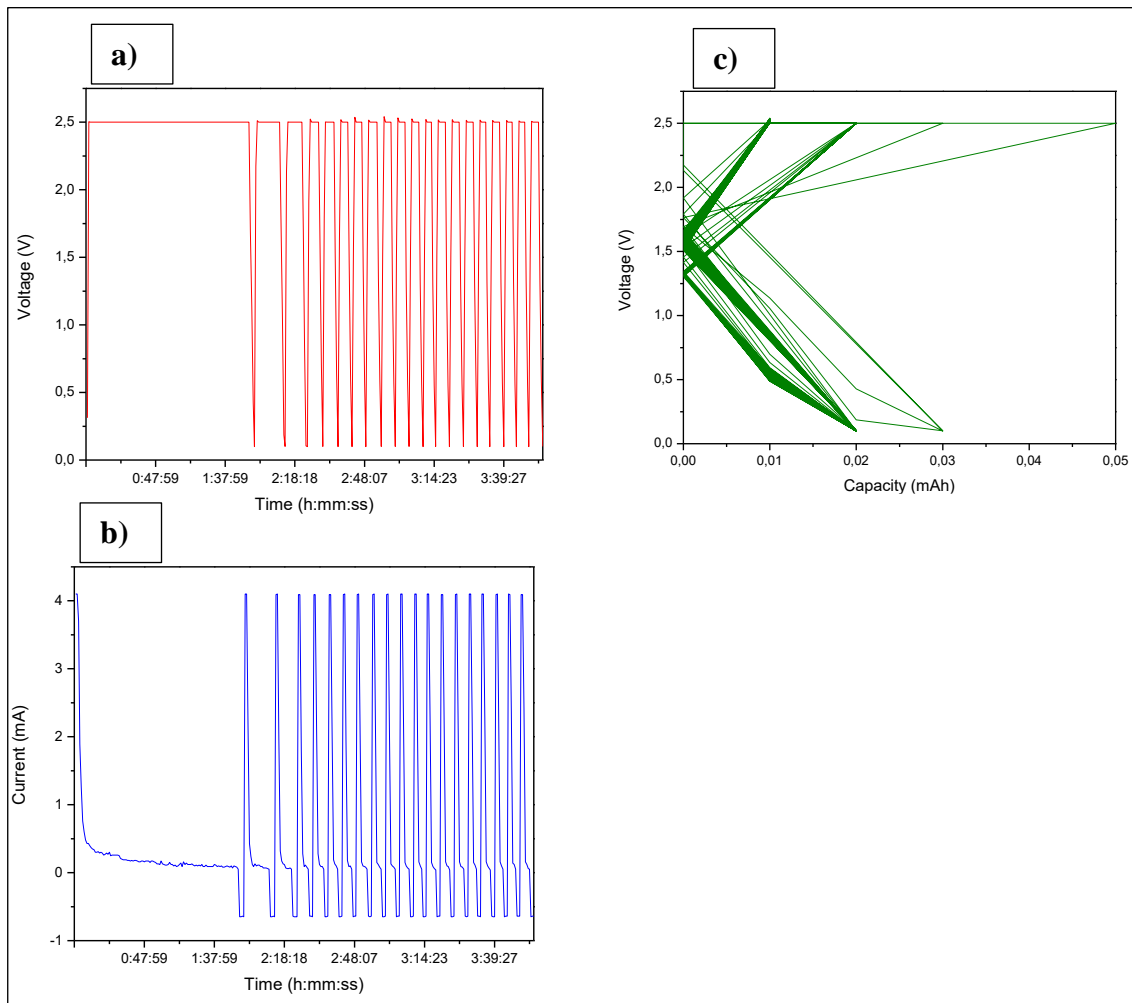 a)
2,5
2,0
1,5
1,0
0,5
0,0
Voltage (V)
0:47:59 1:37:59 2:18:18 2:48:07 3:14:23 3:39:27
Time (h:mm:ss)
c)
2,5
2,0
1,5
1,0
0,5
0,0
Voltage (V)
0,00 0,01 0,02 0,03 0,04 0,05
Capacity (mAh)
b)
4
3
2
1
0
-1
Current (mA)
0:47:59 1:37:59 2:18:18 2:48:07 3:14:23 3:39:27
Time (h:mm:ss)